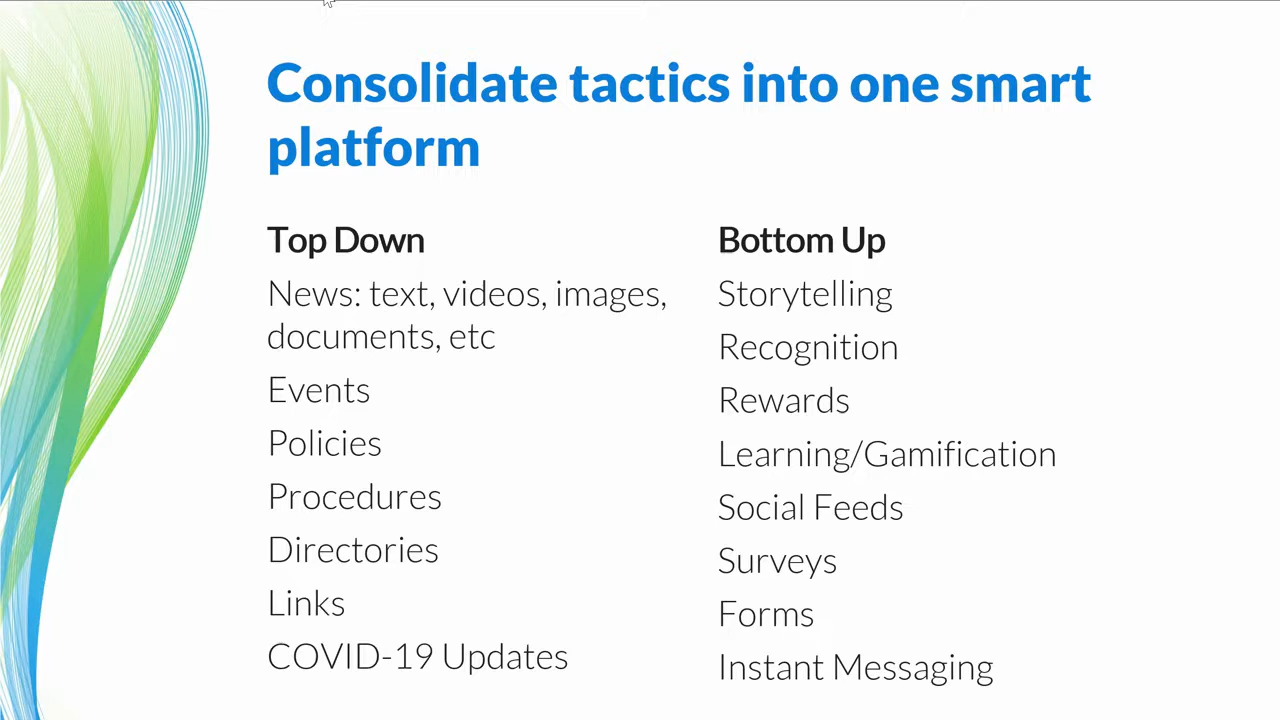 Consolidate tactics into one smart
platform
Top Down
News: text, videos, images,
documents, etc
Events
Policies
Procedures
Directories
Links
COVID-19 Updates
Bottom Up
Storytelling
Recognition
Rewards
Learning/Gamification
Social Feeds
Surveys
Forms
Instant Messaging